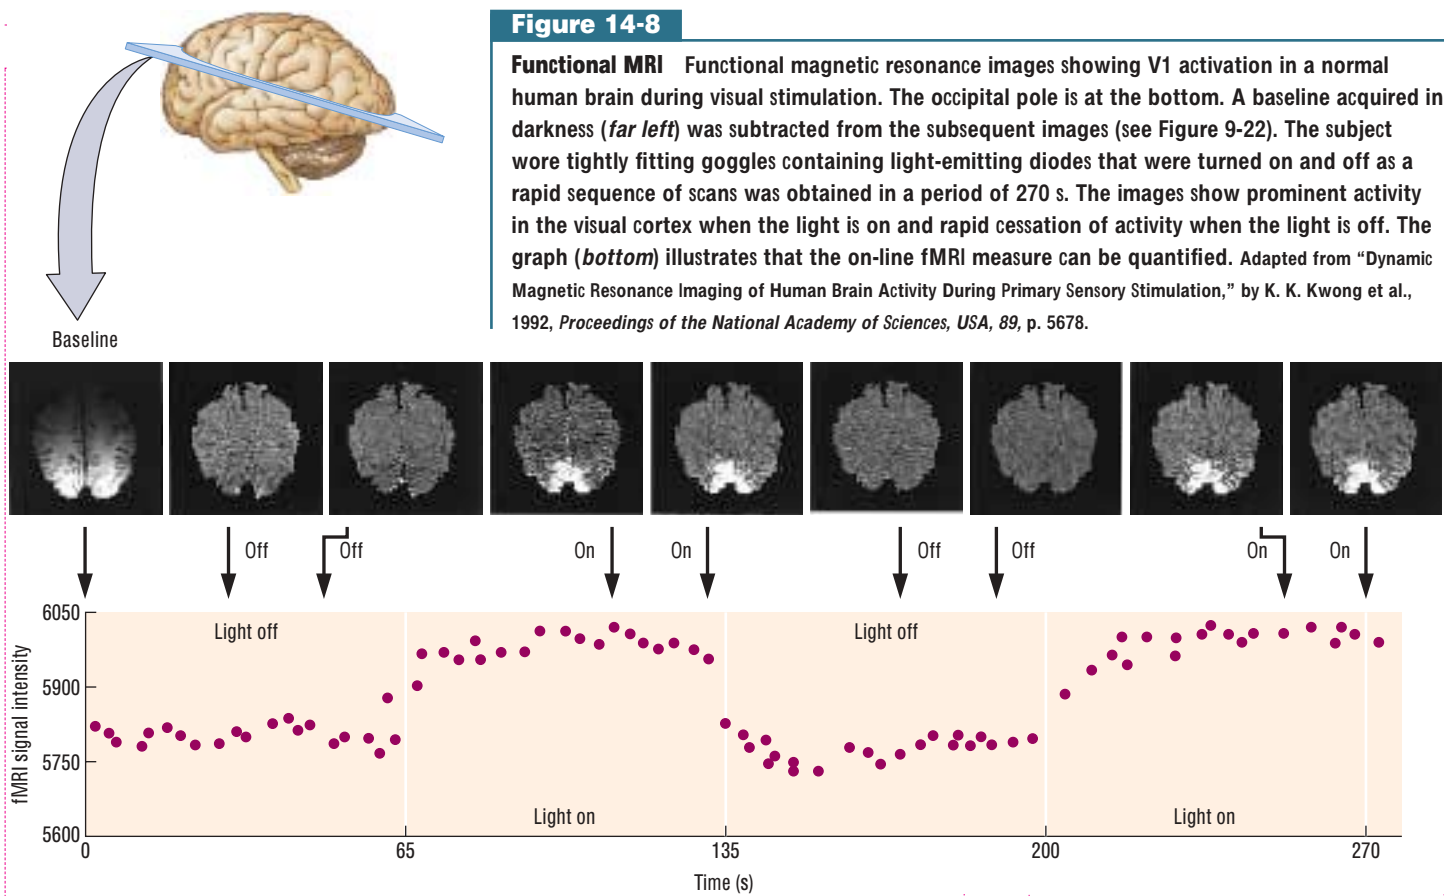 Figure 14-8
Functional MRI Functional magnetic resonance images showing V1 activation in a normal
human brain during visual stimulation. The occipital pole is at the bottom. A baseline acquired in
darkness (far left) was subtracted from the subsequent images (see Figure 9-22). The subject
wore tightly fitting goggles containing light-emitting diodes that were turned on and off as a
rapid sequence of scans was obtained in a period of 270 s. The images show prominent activity
in the visual cortex when the light is on and rapid cessation of activity when the light is off. The
graph (bottom) illustrates that the on-line fMRI measure can be quantified. Adapted from “Dynamic
Magnetic Resonance Imaging of Human Brain Activity During Primary Sensory Stimulation,” by K. K. Kwong et al.,
1992, Proceedings of the National Academy of Sciences, USA, 89, p. 5678.
Baseline
Off Off On On Off Off On On
6050
Light off Light off
5900
fMRI signal intensity
5750
Light on Light on
5600
0 65 135 200 270
Time (s)